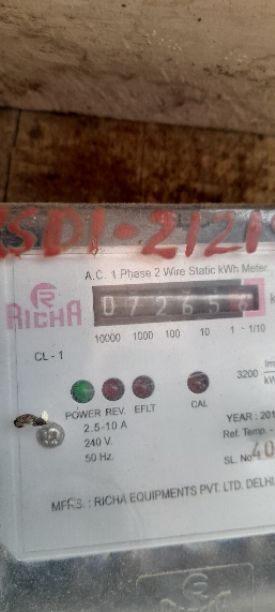 SDI-2121
A.C. 1 Phase 2 Wire Static kWh Meter
R
RICHA
07265
k
10000 1000 100 10 1 - 1/10
CL - 1
3200
POWER REV. EFLT CAL
2.5-10 A
240 V.
50 Hz.
YEARS : 201
Ref. Temp. -
SL. No 40
MFRS. : RICHA EQUIPMENTS PVT. LTD. DELHI